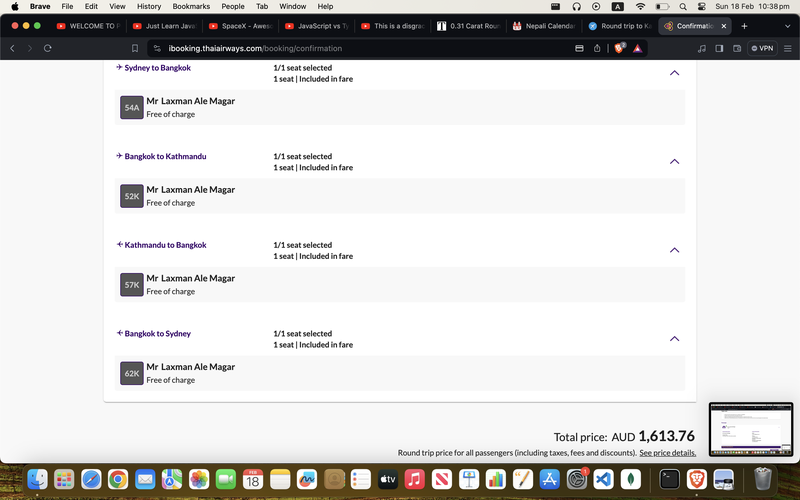 Brave File Edit View History Bookmarks People Tab Window Help A Sun 18 Feb 10:38 pm
WELCOME TO P Just Learn Java SpaceX - Aweso JavaScript vs Ty This is a disgrac 0.31 Carat Roun Nepali Calendar Round trip to Ka Confirmation
ibooking.thaiairways.com/booking/confirmation 2 VPN
Sydney to Bangkok 1/1 seat selected
1 seat | Included in fare
54A Mr Laxman Ale Magar
Free of charge
Bangkok to Kathmandu 1/1 seat selected
1 seat | Included in fare
52K Mr Laxman Ale Magar
Free of charge
Kathmandu to Bangkok 1/1 seat selected
1 seat | Included in fare
57K Mr Laxman Ale Magar
Free of charge
Bangkok to Sydney 1/1 seat selected
1 seat | Included in fare
62K Mr Laxman Ale Magar
Free of charge
Total price: AUD 1,613.76
Round trip price for all passengers (including taxes, fees and discounts). See price details.
FEB
18
tv
1